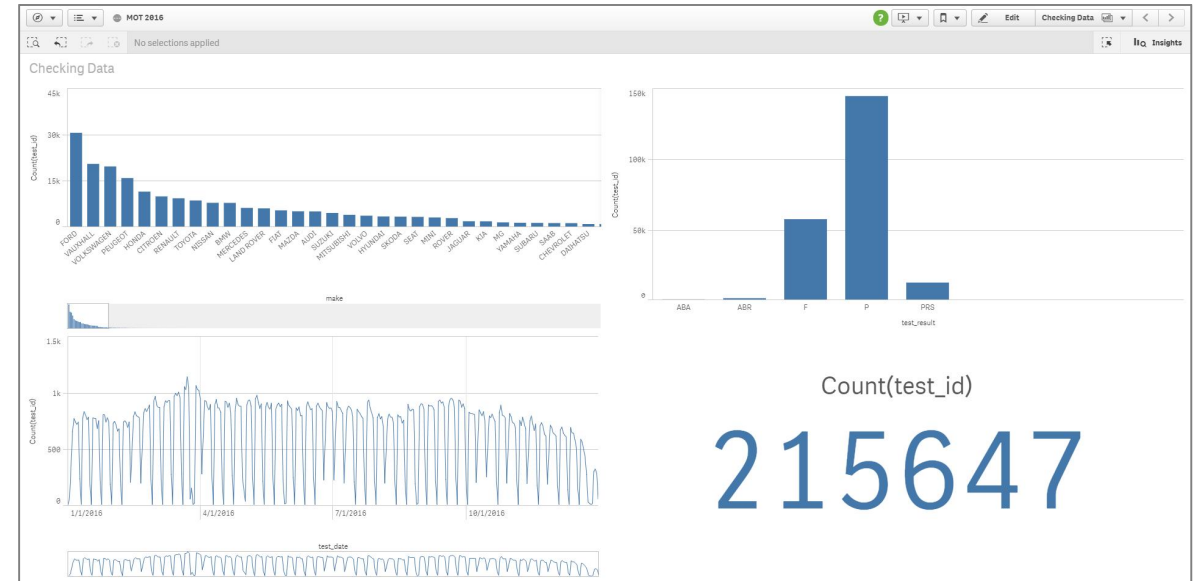 MOT 2016
?
Edit
Checking Data
No selections applied
Insights
Checking Data
45k
30k
15k
0
Count(test_id)
FORD
VAUXHALL
VOLKSWAGEN
PEUGEOT
HONDA
CITROEN
RENAULT
TOYOTA
NISSAN
BMW
MERCEDES
LAND ROVER
FIAT
MAZDA
AUDI
SUZUKI
MITSUBISHI
VOLVO
HYUNDAI
SKODA
SEAT
MINI
ROVER
JAGUAR
KIA
MG
YAMAHA
SUBARU
SAAB
CHEVROLET
DAIHATSU
make
150k
100k
50k
0
Count(test_id)
ABA
ABR
F
P
PRS
test_result
1.5k
1k
500
0
Count(test_id)
1/1/2016
4/1/2016
7/1/2016
10/1/2016
test_date
Count(test_id)
215647